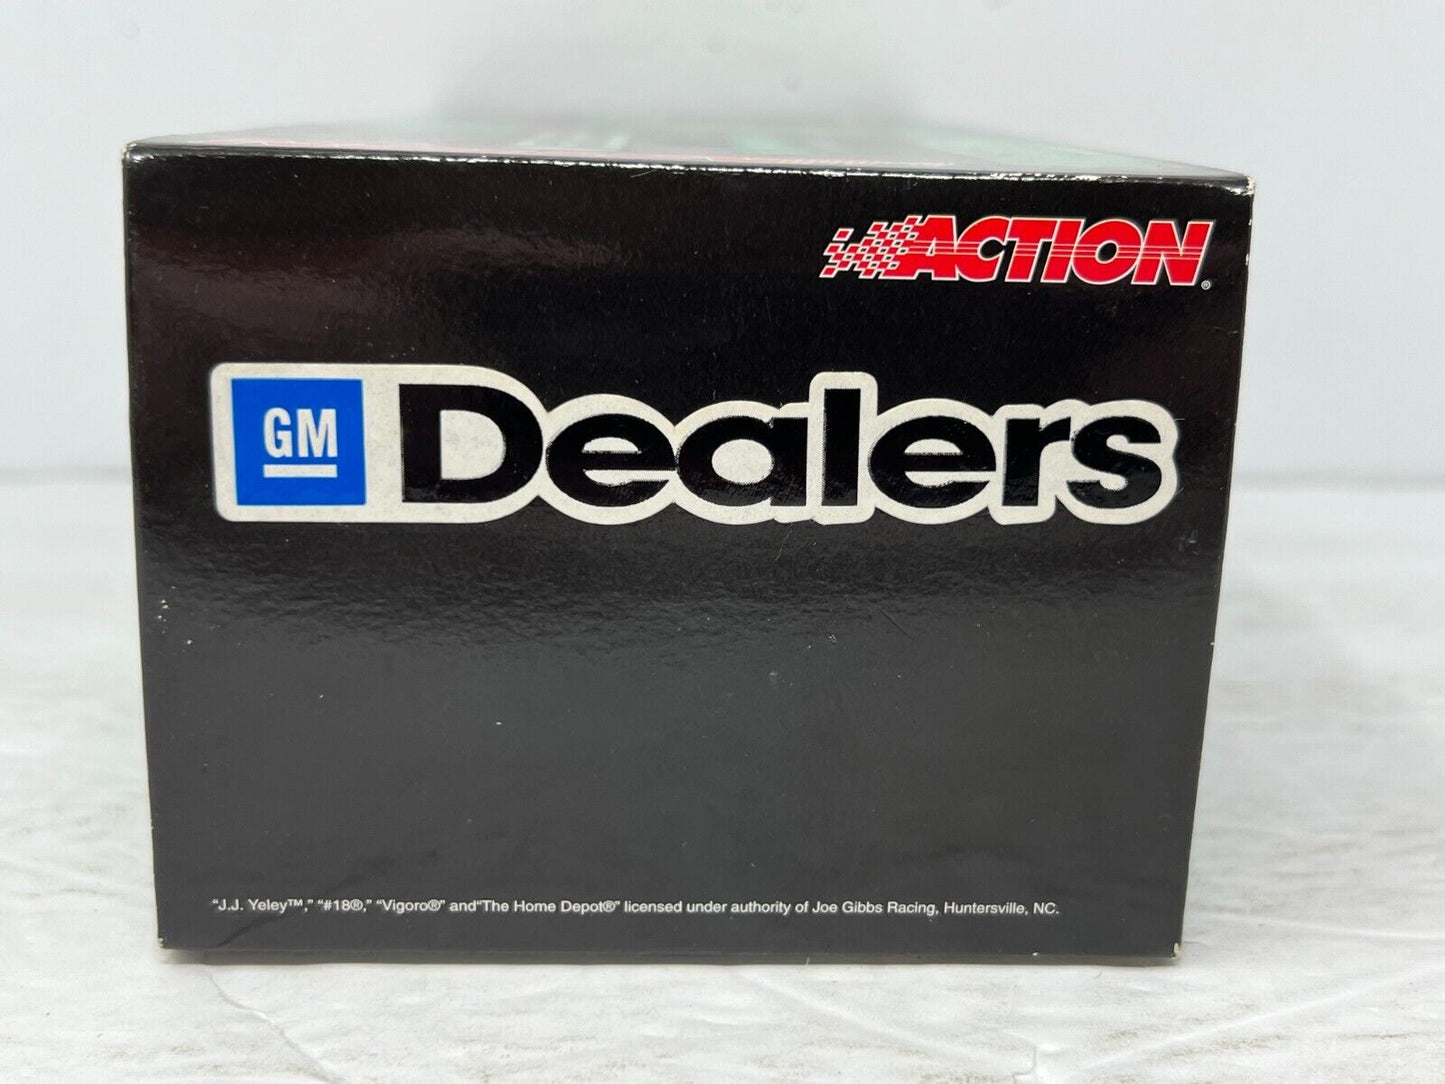 ACTION®
GM Dealers
"J.J. Yeley™," "#18®," "Vigoro®" and"The Home Depot®" licensed under authority of Joe Gibbs Racing, Huntersville, NC.